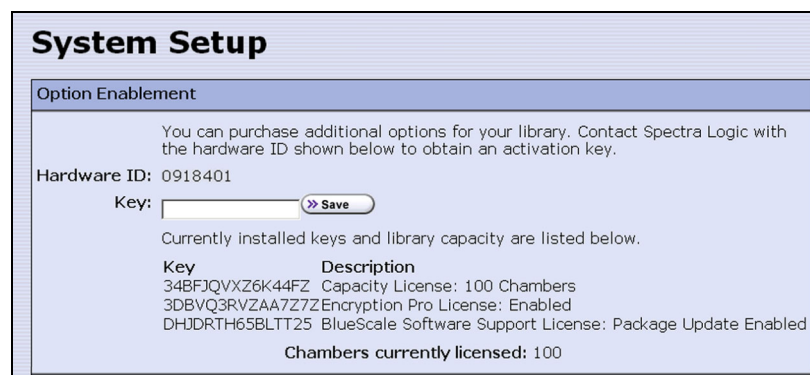 System Setup
Option Enablement
You can purchase additional options for your library. Contact Spectra Logic with
the hardware ID shown below to obtain an activation key.
Hardware ID: 0918401
Key:
Save
Currently installed keys and library capacity are listed below.
Key Description
34BFJQVXZ6K44FZ Capacity License: 100 Chambers
3DBVQ3RVZAA7Z7Z Encryption Pro License: Enabled
DHJDRTH65BLTT25 BlueScale Software Support License: Package Update Enabled
Chambers currently licensed: 100